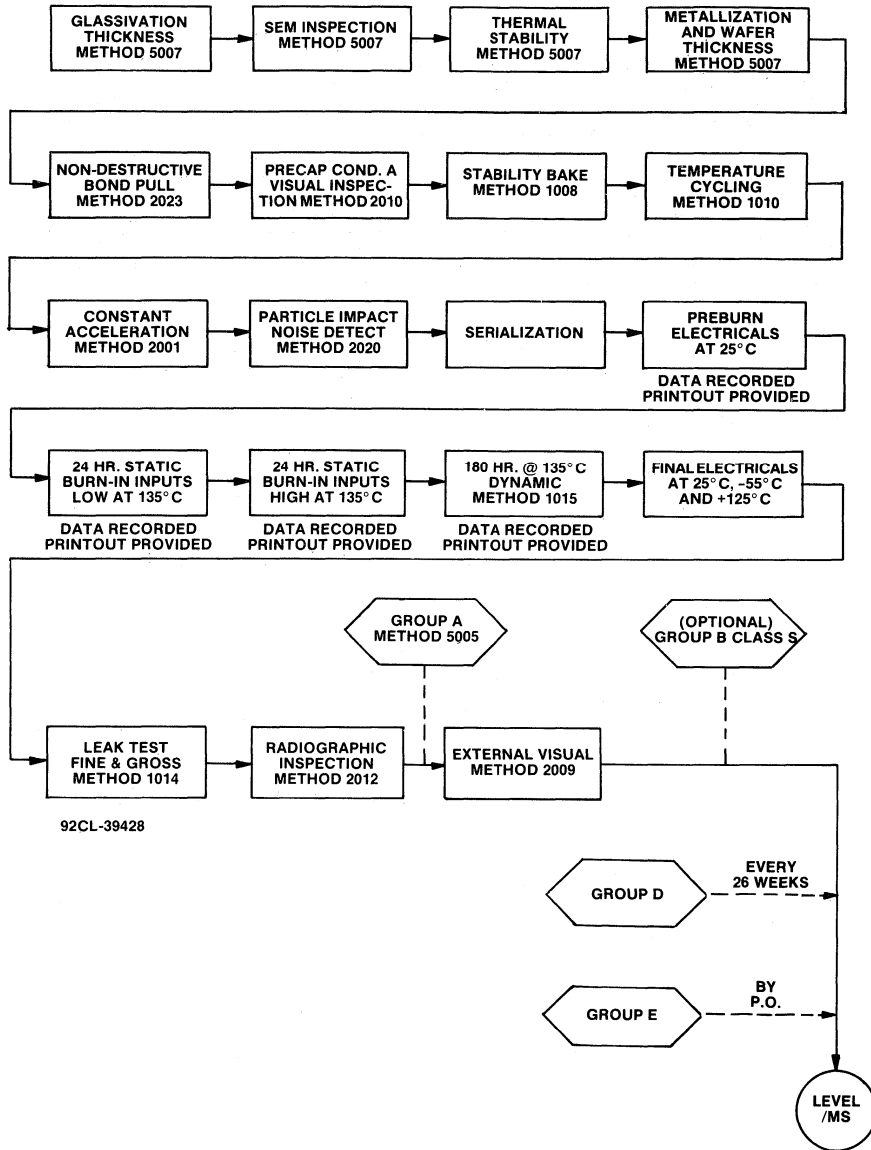 GLASSIVATION
THICKNESS
METHOD 5007
SEM INSPECTION
METHOD 5007
THERMAL
STABILITY
METHOD 5007
METALLIZATION
AND WAFER
THICKNESS
METHOD 5007
NON-DESTRUCTIVE
BOND PULL
METHOD 2023
PRECAP COND. A
VISUAL INSPEC-
TION METHOD 2010
STABILITY BAKE
METHOD 1008
TEMPERATURE
CYCLING
METHOD 1010
CONSTANT
ACCELERATION
METHOD 2001
PARTICLE IMPACT
NOISE DETECT
METHOD 2020
SERIALIZATION
PREBURN
ELECTRICALS
AT 25°C
DATA RECORDED
PRINTOUT PROVIDED
24 HR. STATIC
BURN-IN INPUTS
LOW AT 135°C
DATA RECORDED
PRINTOUT PROVIDED
24 HR. STATIC
BURN-IN INPUTS
HIGH AT 135°C
DATA RECORDED
PRINTOUT PROVIDED
180 HR. @ 135°C
DYNAMIC
METHOD 1015
DATA RECORDED
PRINTOUT PROVIDED
FINAL ELECTRICALS
AT 25°C, -55°C
AND +125°C
GROUP A
METHOD 5005
(OPTIONAL)
GROUP B CLASS S
LEAK TEST
FINE & GROSS
METHOD 1014
RADIOGRAPHIC
INSPECTION
METHOD 2012
EXTERNAL VISUAL
METHOD 2009
92CL-39428
GROUP D
EVERY
26 WEEKS
GROUP E
BY
P.O.
LEVEL
/MS